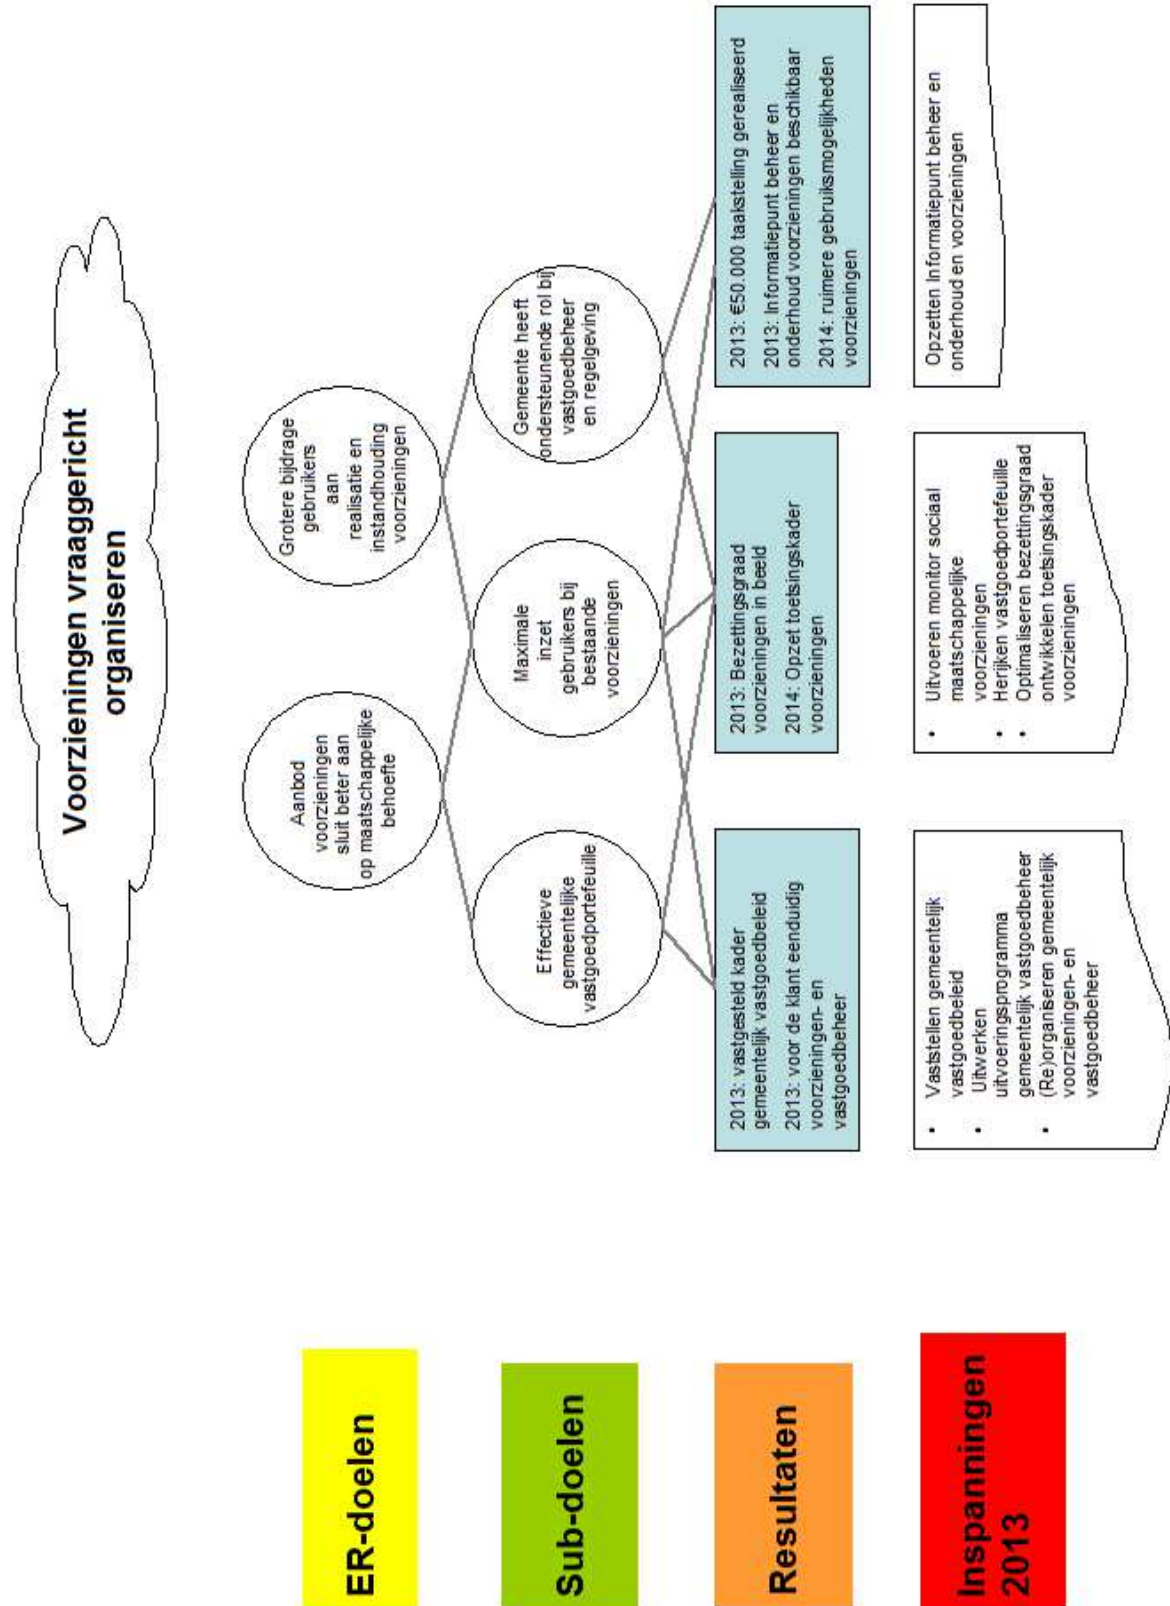 Voorzieningen vraaggericht
organiseren
ER-doelen
Aanbod
voorzieningen
sluit beter aan
op maatschappelijke
behoefte
Grotere bijdrage
gebruikers
aan
realisatie en
instandhouding
voorzieningen
Sub-doelen
Effectieve
gemeentelijke
vastgoedportefeuille
Maximale
inzet
gebruikers bij
bestaande
voorzieningen
Gemeente heeft
ondersteunende rol bij
vastgoedbeheer
en regelgeving
Resultaten
2013: vastgesteld kader
gemeentelijk vastgoedbeleid
2013: voor de klant eenduidig
voorzieningen- en
vastgoedbeheer
2013: Bezettingsgraad
voorzieningen in beeld
2014: Opzet toetsingskader
voorzieningen
2013: €50.000 taakstelling gerealiseerd
2013: Informatiepunt beheer en
onderhoud voorzieningen beschikbaar
2014: ruimere gebruiksmogelijkheden
voorzieningen
Inspanningen
2013
• Vaststellen gemeentelijk
vastgoedbeleid
• Uitwerken
uitvoeringsprogramma
gemeentelijk vastgoedbeheer
• (Re)organiseren gemeentelijk
voorzieningen- en
vastgoedbeheer
• Uitvoeren monitor sociaal
maatschappelijke
voorzieningen
• Herijken vastgoedportefeuille
• Optimaliseren bezettingsgraad
ontwikkelen toetsingskader
voorzieningen
Opzetten Informatiepunt beheer en
onderhoud en voorzieningen